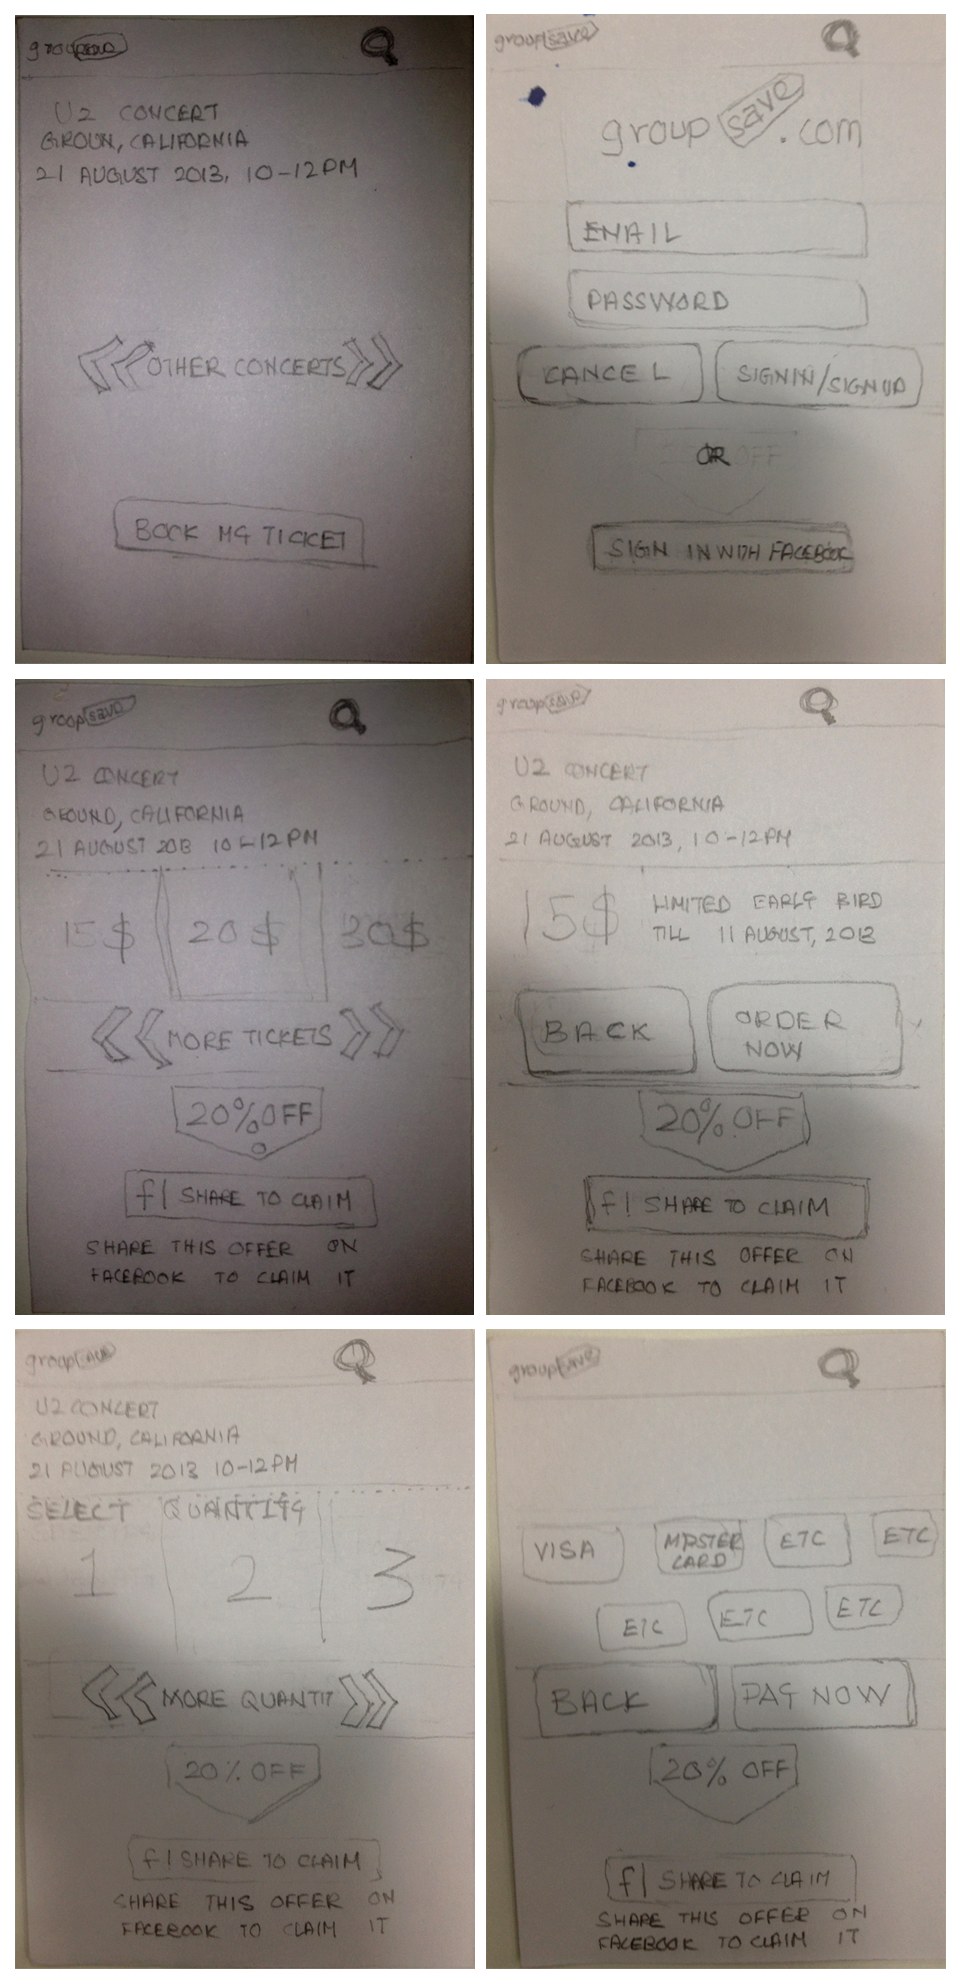 groupsave
U2 CONCERT
GROUN, CALIFORNIA
21 AUGUST 2013, 10-12PM
OTHER CONCERTS
BOOK MY TICKET
groupsave
groupsave.com
EMAIL
PASSWORD
CANCEL
SIGNIN/SIGNUP
OR OFF
SIGN IN WITH FACEBOOK
groupsave
U2 CONCERT
GROUND, CALIFORNIA
21 AUGUST 2013 10-12PM
15$ 20$ 30$
MORE TICKETS
20% OFF
f| SHARE TO CLAIM
SHARE THIS OFFER ON
FACEBOOK TO CLAIM IT
groupsave
U2 CONCERT
GROUND, CALIFORNIA
21 AUGUST 2013, 10-12PM
15$ LIMITED EARLY BIRD
TILL 11 AUGUST, 2013
BACK
ORDER
NOW
20% OFF
f| SHARE TO CLAIM
SHARE THIS OFFER ON
FACEBOOK TO CLAIM IT
groupsave
U2 CONCERT
GROUND, CALIFORNIA
21 AUGUST 2013 10-12PM
SELECT QUANTITY
1 2 3
MORE QUANTIT
20% OFF
f| SHARE TO CLAIM
SHARE THIS OFFER ON
FACEBOOK TO CLAIM IT
groupsave
VISA
MASTER
CARD
ETC
ETC
ETC
ETC
ETC
BACK
PAY NOW
20% OFF
f| SHARE TO CLAIM
SHARE THIS OFFER ON
FACEBOOK TO CLAIM IT